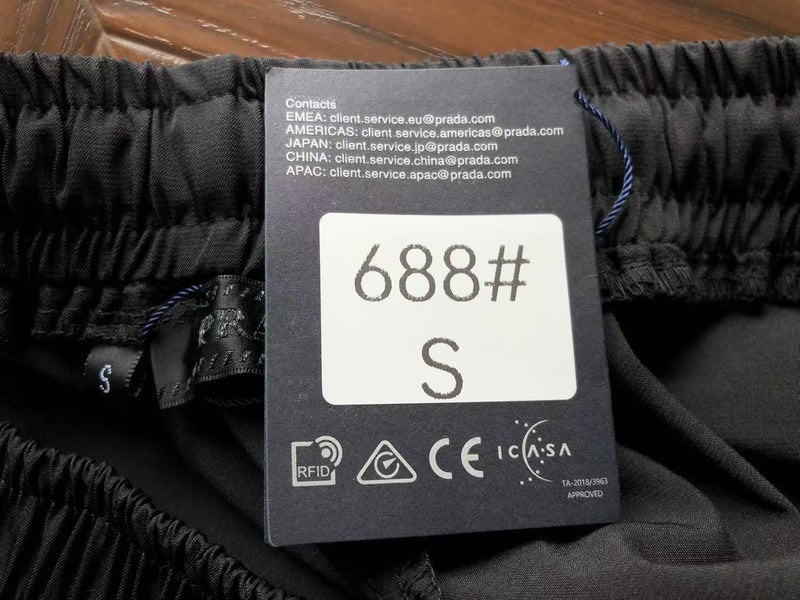 Contacts
EMEA: client.service.eu@prada.com
AMERICAS: client.service.americas@prada.com
JAPAN: client.service.jp@prada.com
CHINA: client.service.china@prada.com
APAC: client.service.apac@prada.com
688#
S
S
RFID
CE
ICASA
TA-2018/3963
APPROVED